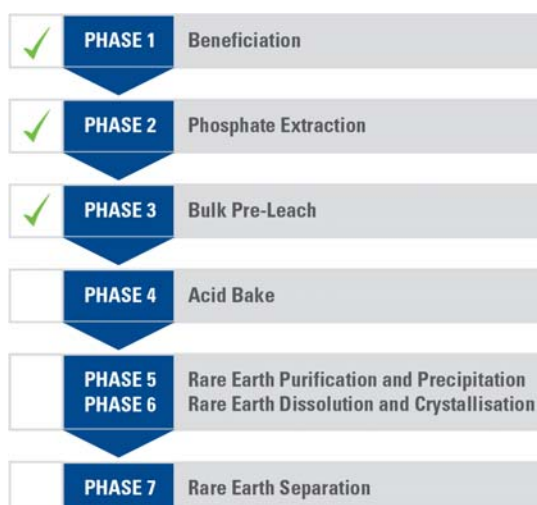 PHASE 1 Beneficiation
PHASE 2 Phosphate Extraction
PHASE 3 Bulk Pre-Leach
PHASE 4 Acid Bake
PHASE 5 Rare Earth Purification and Precipitation
PHASE 6 Rare Earth Dissolution and Crystallisation
PHASE 7 Rare Earth Separation